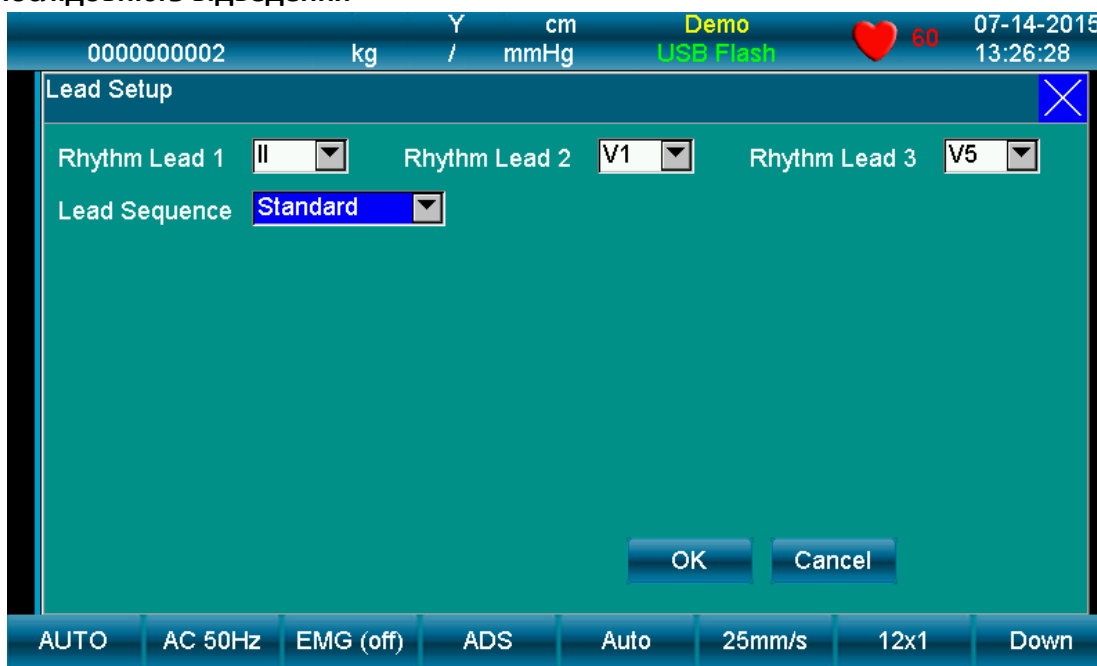 Y cm Demo 07-14-2015
0000000002 kg / mmHg USB Flash 60 13:26:28
Lead Setup
Rhythm Lead 1 II Rhythm Lead 2 V1 Rhythm Lead 3 V5
Lead Sequence Standard
OK Cancel
AUTO AC 50Hz EMG (off) ADS Auto 25mm/s 12x1 Down